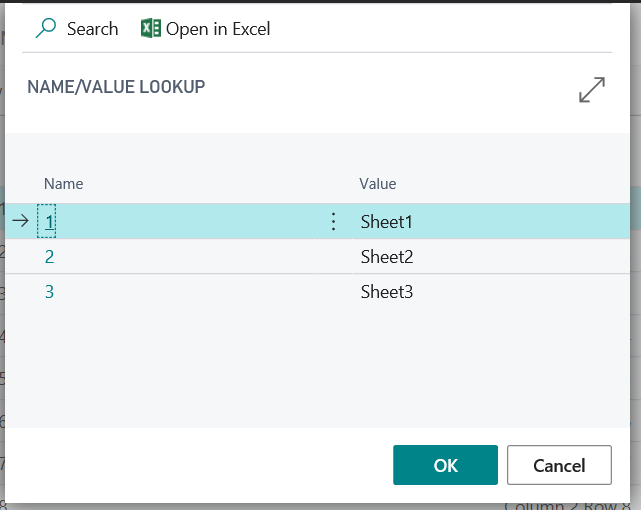 Search Open in Excel
NAME/VALUE LOOKUP
Name Value
1 Sheet1
2 Sheet2
3 Sheet3
OK Cancel
8 Column 2 Row 8